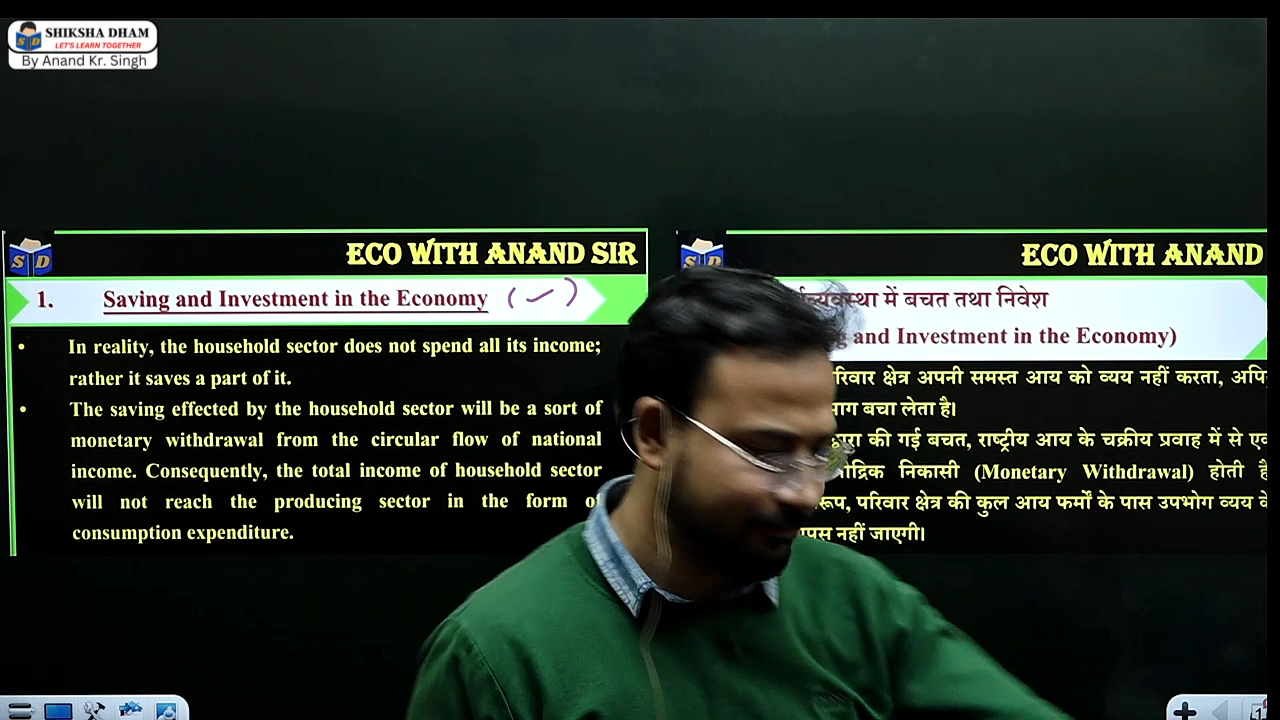 SHIKSHA DHAM
LET'S LEARN TOGETHER
By Anand Kr. Singh
S D
ECO WITH ANAND SIR
1. Saving and Investment in the Economy
• In reality, the household sector does not spend all its income;
rather it saves a part of it.
• The saving effected by the household sector will be a sort of
monetary withdrawal from the circular flow of national
income. Consequently, the total income of household sector
will not reach the producing sector in the form of
consumption expenditure.
S D
ECO WITH ANAND
में बचत तथा निवेश
and Investment in the Economy)
क्षेत्र अपनी समस्त आय को व्यय नहीं करता,
बचा लेता है।
की गई बचत, राष्ट्रीय आय के चक्रीय प्रवाह में से
निकासी (Monetary Withdrawal) होती
परिवार क्षेत्र की कुल आय फर्मों के पास उपभोग व्यय
नहीं जाएगी।